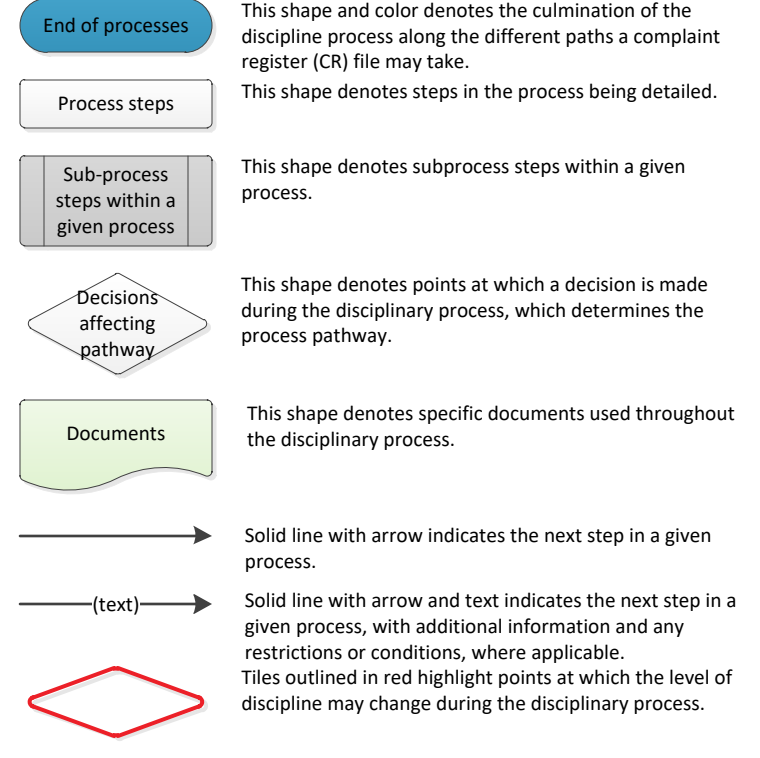 End of processes
This shape and color denotes the culmination of the
discipline process along the different paths a complaint
register (CR) file may take.
Process steps
This shape denotes steps in the process being detailed.
Sub-process
steps within a
given process
This shape denotes subprocess steps within a given
process.
Decisions
affecting
pathway
This shape denotes points at which a decision is made
during the disciplinary process, which determines the
process pathway.
Documents
This shape denotes specific documents used throughout
the disciplinary process.
Solid line with arrow indicates the next step in a given
process.
(text)
Solid line with arrow and text indicates the next step in a
given process, with additional information and any
restrictions or conditions, where applicable.
Tiles outlined in red highlight points at which the level of
discipline may change during the disciplinary process.